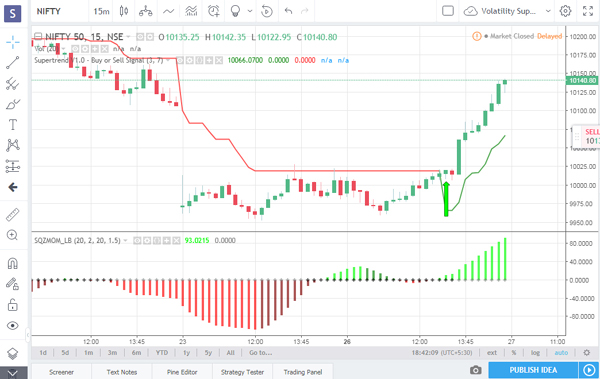 S NIFTY 15m Volatility Sup...
NIFTY 50, 15, NSE O10135.25 H10142.35 L10122.95 C10140.80
Market Closed Delayed
Vol (20) n/a n/a
Supertrend V1.0 - Buy or Sell Signal (3, 7) 10066.0700 0.0000 0.0000 n/a n/a
10200.00
10175.00
10140.80
10125.00
SELL
10050.00
10025.00
10000.00
9975.00
9950.00
SQZMOM_LB (20, 2, 20, 1.5) 93.0215 0.0000
80.0000
40.0000
0.0000
-40.0000
-80.0000
12:00 13:45 23 12:00 13:45 26 12:00 13:45 27 11:00
1d 5d 1m 3m 6m YTD 1y 5y All Go to... 18:42:09 (UTC+5:30) ext % log auto
Screener Text Notes Pine Editor Strategy Tester Trading Panel PUBLISH IDEA